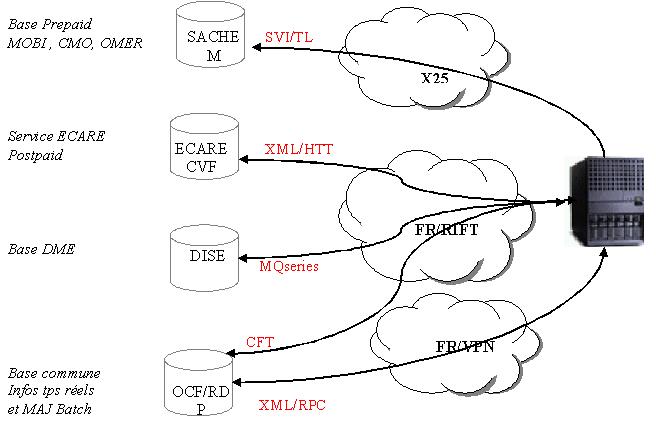 Base Prepaid
MOBI , CMO, OMER
SACHE
M
SVI/TL
X25
Service ECARE
Postpaid
ECARE
CVF
XML/HTT
FR/RIFT
Base DME
DISE
MQseries
CFT
FR/VPN
Base commune
Infos tps réels
et MAJ Batch
OCF/RD
P
XML/RPC